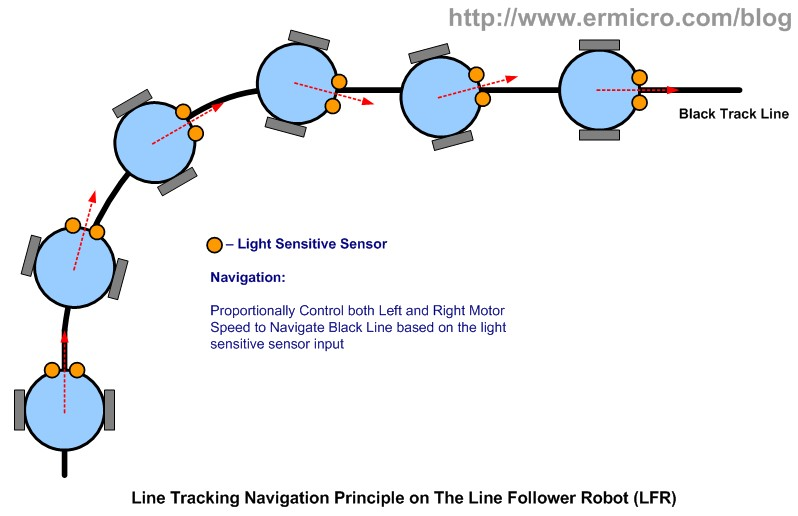 http://www.ermicro.com/blog
Black Track Line
– Light Sensitive Sensor
Navigation:
Proportionally Control both Left and Right Motor
Speed to Navigate Black Line based on the light
sensitive sensor input
Line Tracking Navigation Principle on The Line Follower Robot (LFR)